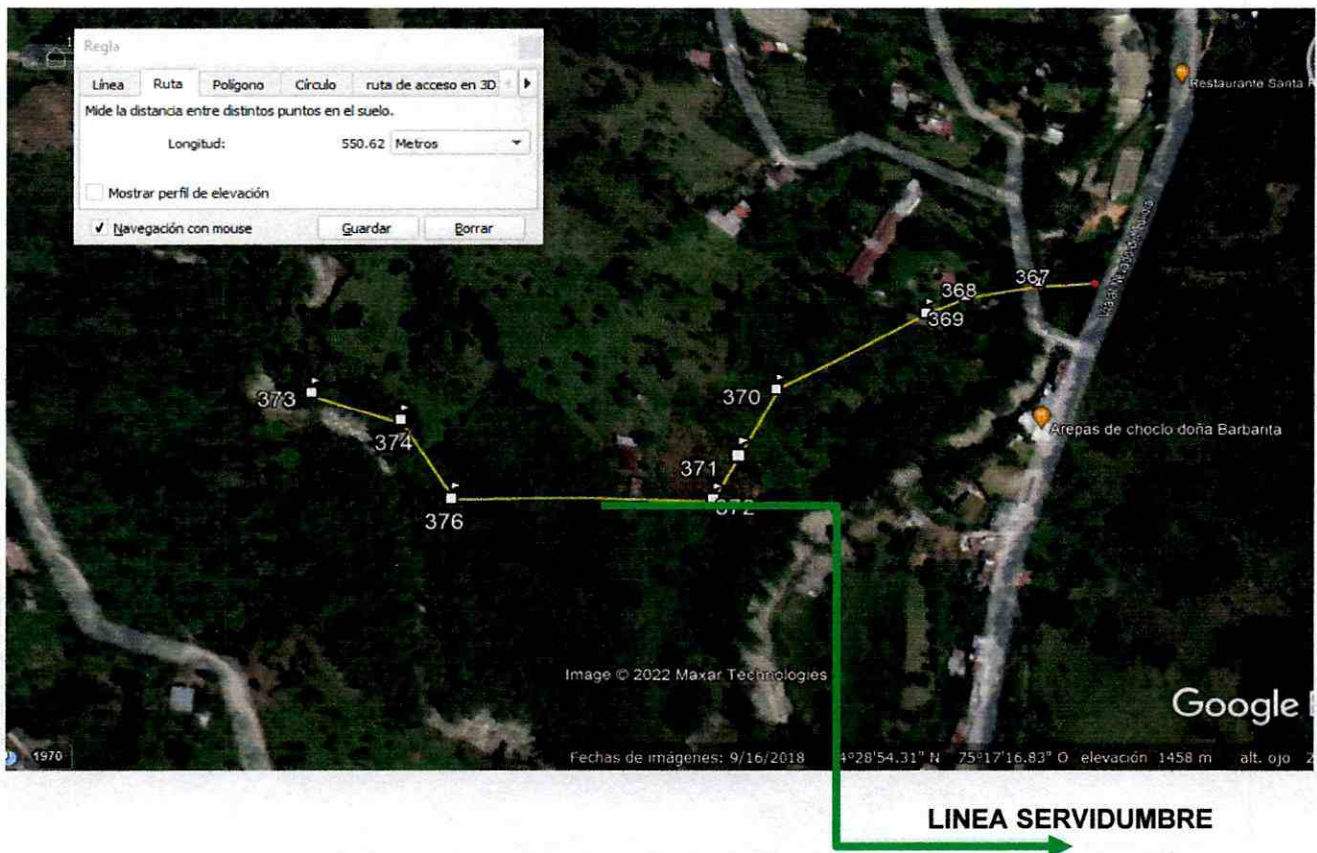 Regla
Línea Ruta Polígono Círculo ruta de acceso en 3D
Mide la distancia entre distintos puntos en el suelo.
Longitud: 550.62 Metros
Mostrar perfil de elevación
Navegación con mouse Guardar Borrar
Restaurante Santa R
367
368
369
370
373
374
371
372
376
Arepas de choclo doña Barbarita
Image © 2022 Maxar Technologies
Google
1970
Fechas de imágenes: 9/16/2018 4°28'54.31" N 75°17'16.83" O elevación 1458 m alt. ojo 2
LINEA SERVIDUMBRE